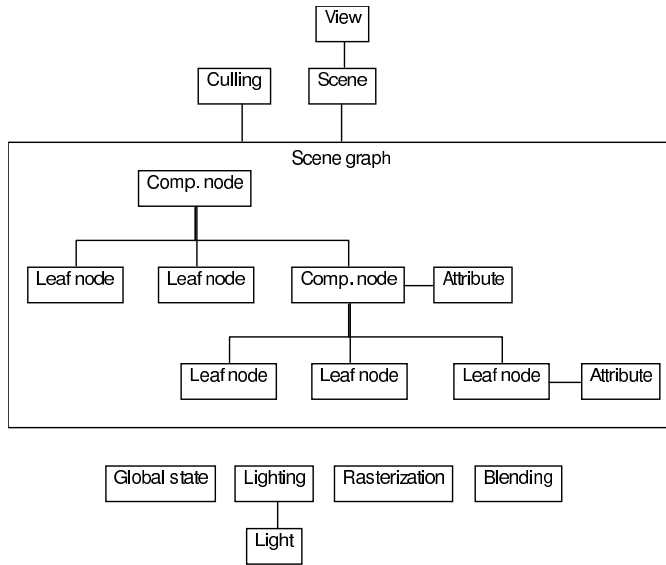 View
Culling
Scene
Scene graph
Comp. node
Leaf node
Leaf node
Comp. node
Attribute
Leaf node
Leaf node
Leaf node
Attribute
Global state
Lighting
Rasterization
Blending
Light